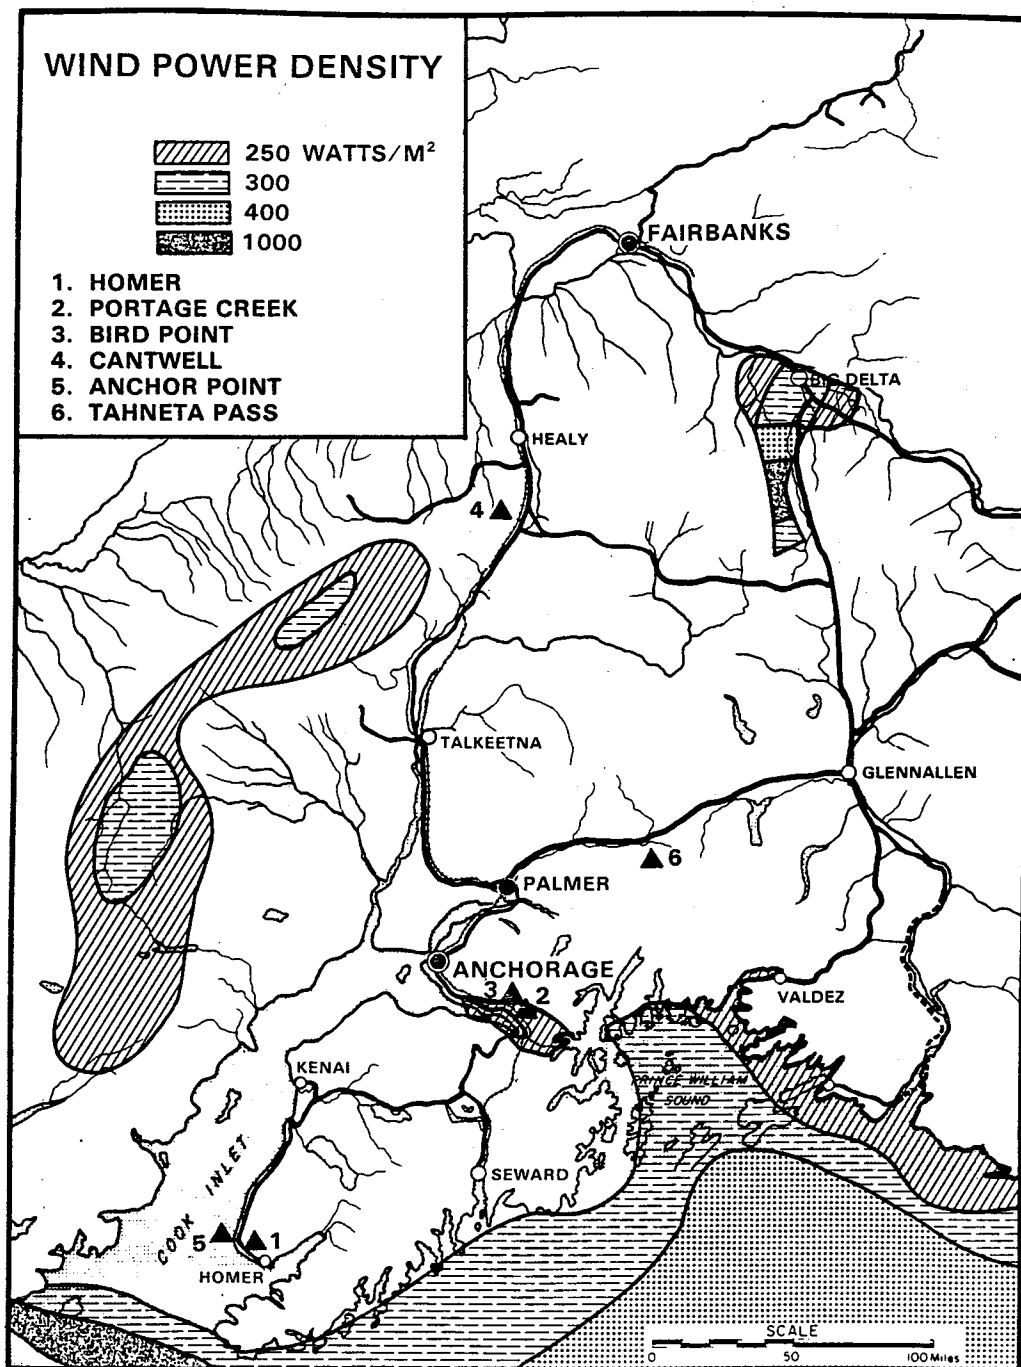 WIND POWER DENSITY
250 WATTS/M²
300
400
1000
1. HOMER
2. PORTAGE CREEK
3. BIRD POINT
4. CANTWELL
5. ANCHOR POINT
6. TAHNETA PASS
FAIRBANKS
BIG DELTA
HEALY
4
TALKEETNA
GLENNALLEN
6
PALMER
ANCHORAGE
3
2
VALDEZ
KENAI
PRINCE WILLIAM
SOUND
COOK INLET
SEWARD
5
1
HOMER
SCALE
0 50 100 Miles